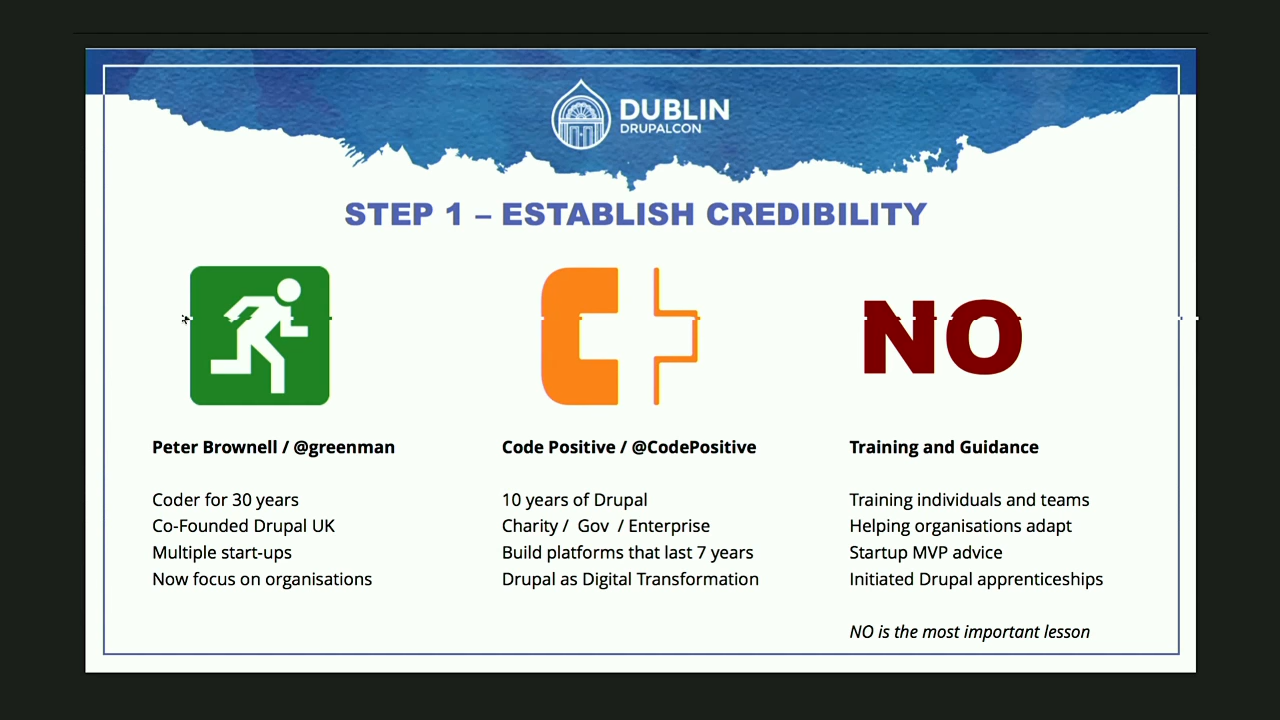 DUBLIN
DRUPALCON
STEP 1 – ESTABLISH CREDIBILITY
NO
Peter Brownell / @greenman
Coder for 30 years
Co-Founded Drupal UK
Multiple start-ups
Now focus on organisations
Code Positive / @CodePositive
10 years of Drupal
Charity / Gov / Enterprise
Build platforms that last 7 years
Drupal as Digital Transformation
Training and Guidance
Training individuals and teams
Helping organisations adapt
Startup MVP advice
Initiated Drupal apprenticeships
NO is the most important lesson